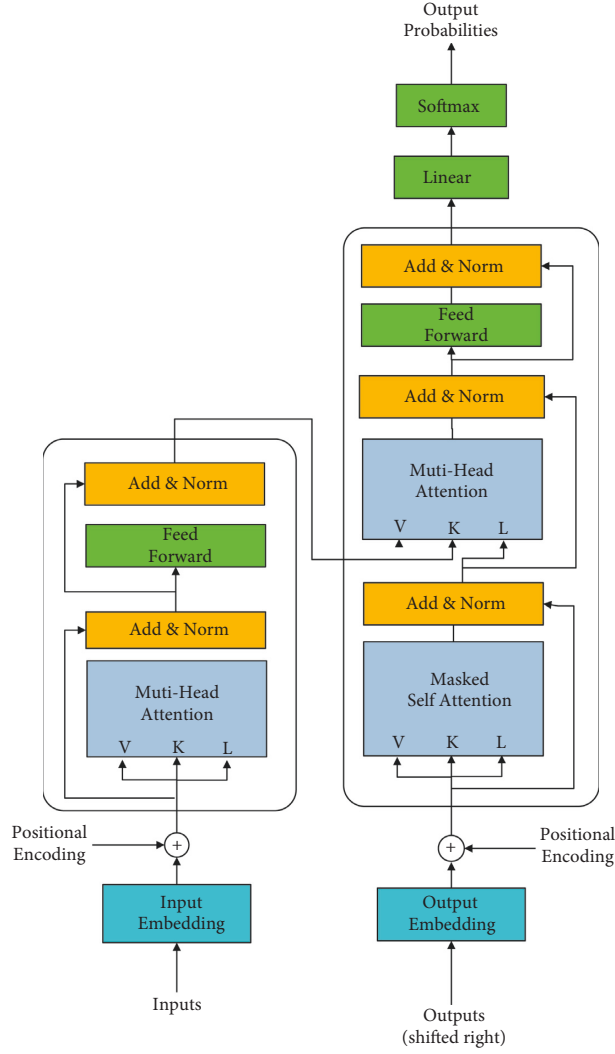 Output
Probabilities
Softmax
Linear
Add & Norm
Feed
Forward
Add & Norm
Muti-Head
Attention
V K L
Add & Norm
Masked
Self Attention
V K L
Positional
Encoding
+
Output
Embedding
Outputs
(shifted right)
Add & Norm
Feed
Forward
Add & Norm
Muti-Head
Attention
V K L
Positional
Encoding
+
Input
Embedding
Inputs